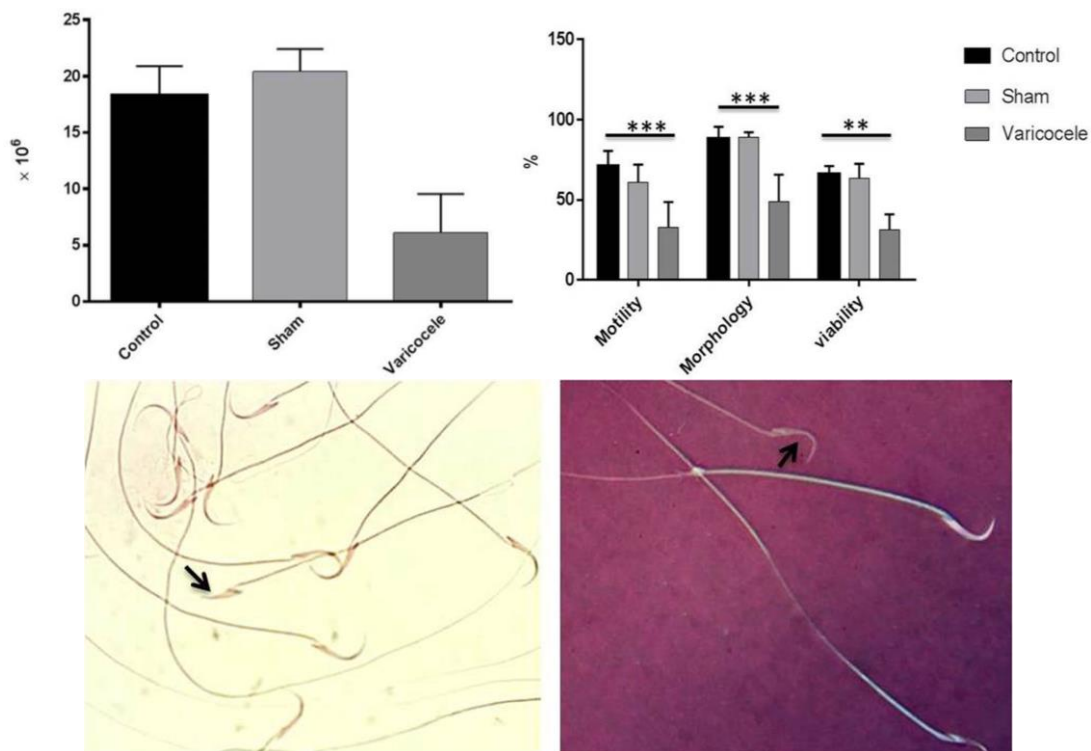 25
20
15
10
5
0
× 10⁶
Control
Sham
Varicocele
150
100
50
0
%
***
***
**
Motility
Morphology
viability
Control
Sham
Varicocele